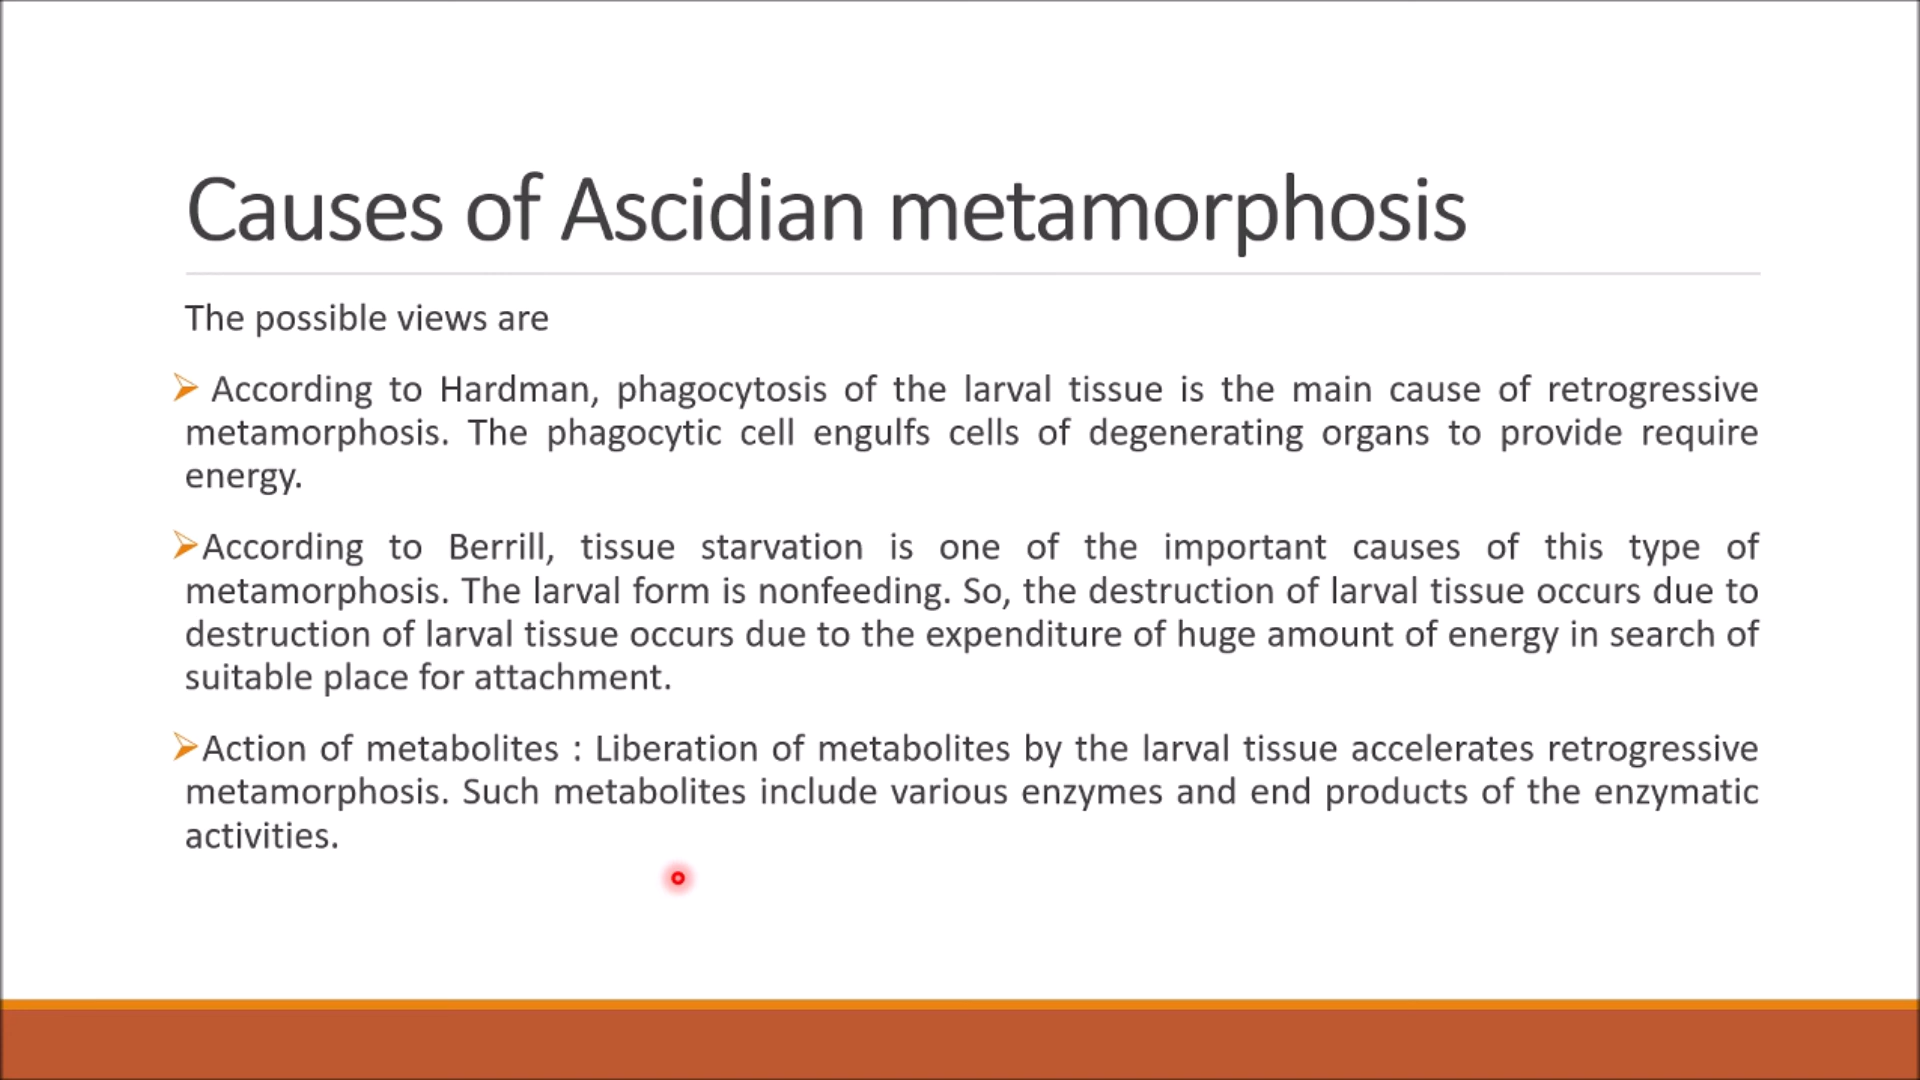 Causes of Ascidian metamorphosis
The possible views are
According to Hardman, phagocytosis of the larval tissue is the main cause of retrogressive
metamorphosis. The phagocytic cell engulfs cells of degenerating organs to provide require
energy.
According to Berrill, tissue starvation is one of the important causes of this type of
metamorphosis. The larval form is nonfeeding. So, the destruction of larval tissue occurs due to
destruction of larval tissue occurs due to the expenditure of huge amount of energy in search of
suitable place for attachment.
Action of metabolites : Liberation of metabolites by the larval tissue accelerates retrogressive
metamorphosis. Such metabolites include various enzymes and end products of the enzymatic
activities.